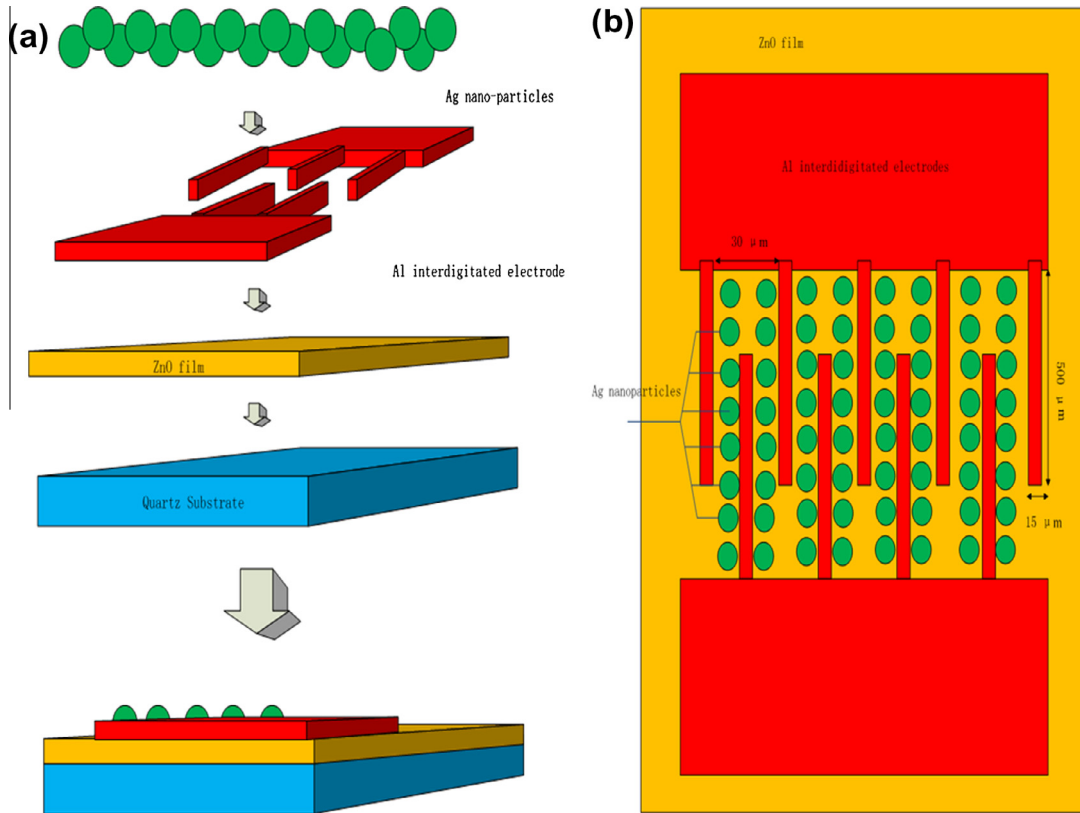 (a)
Ag nano-particles
Al interdigitated electrode
ZnO film
Quartz Substrate
(b)
ZnO film
Al interdidigitated electrodes
30 μm
Ag nanoparticles
500 μm
15 μm